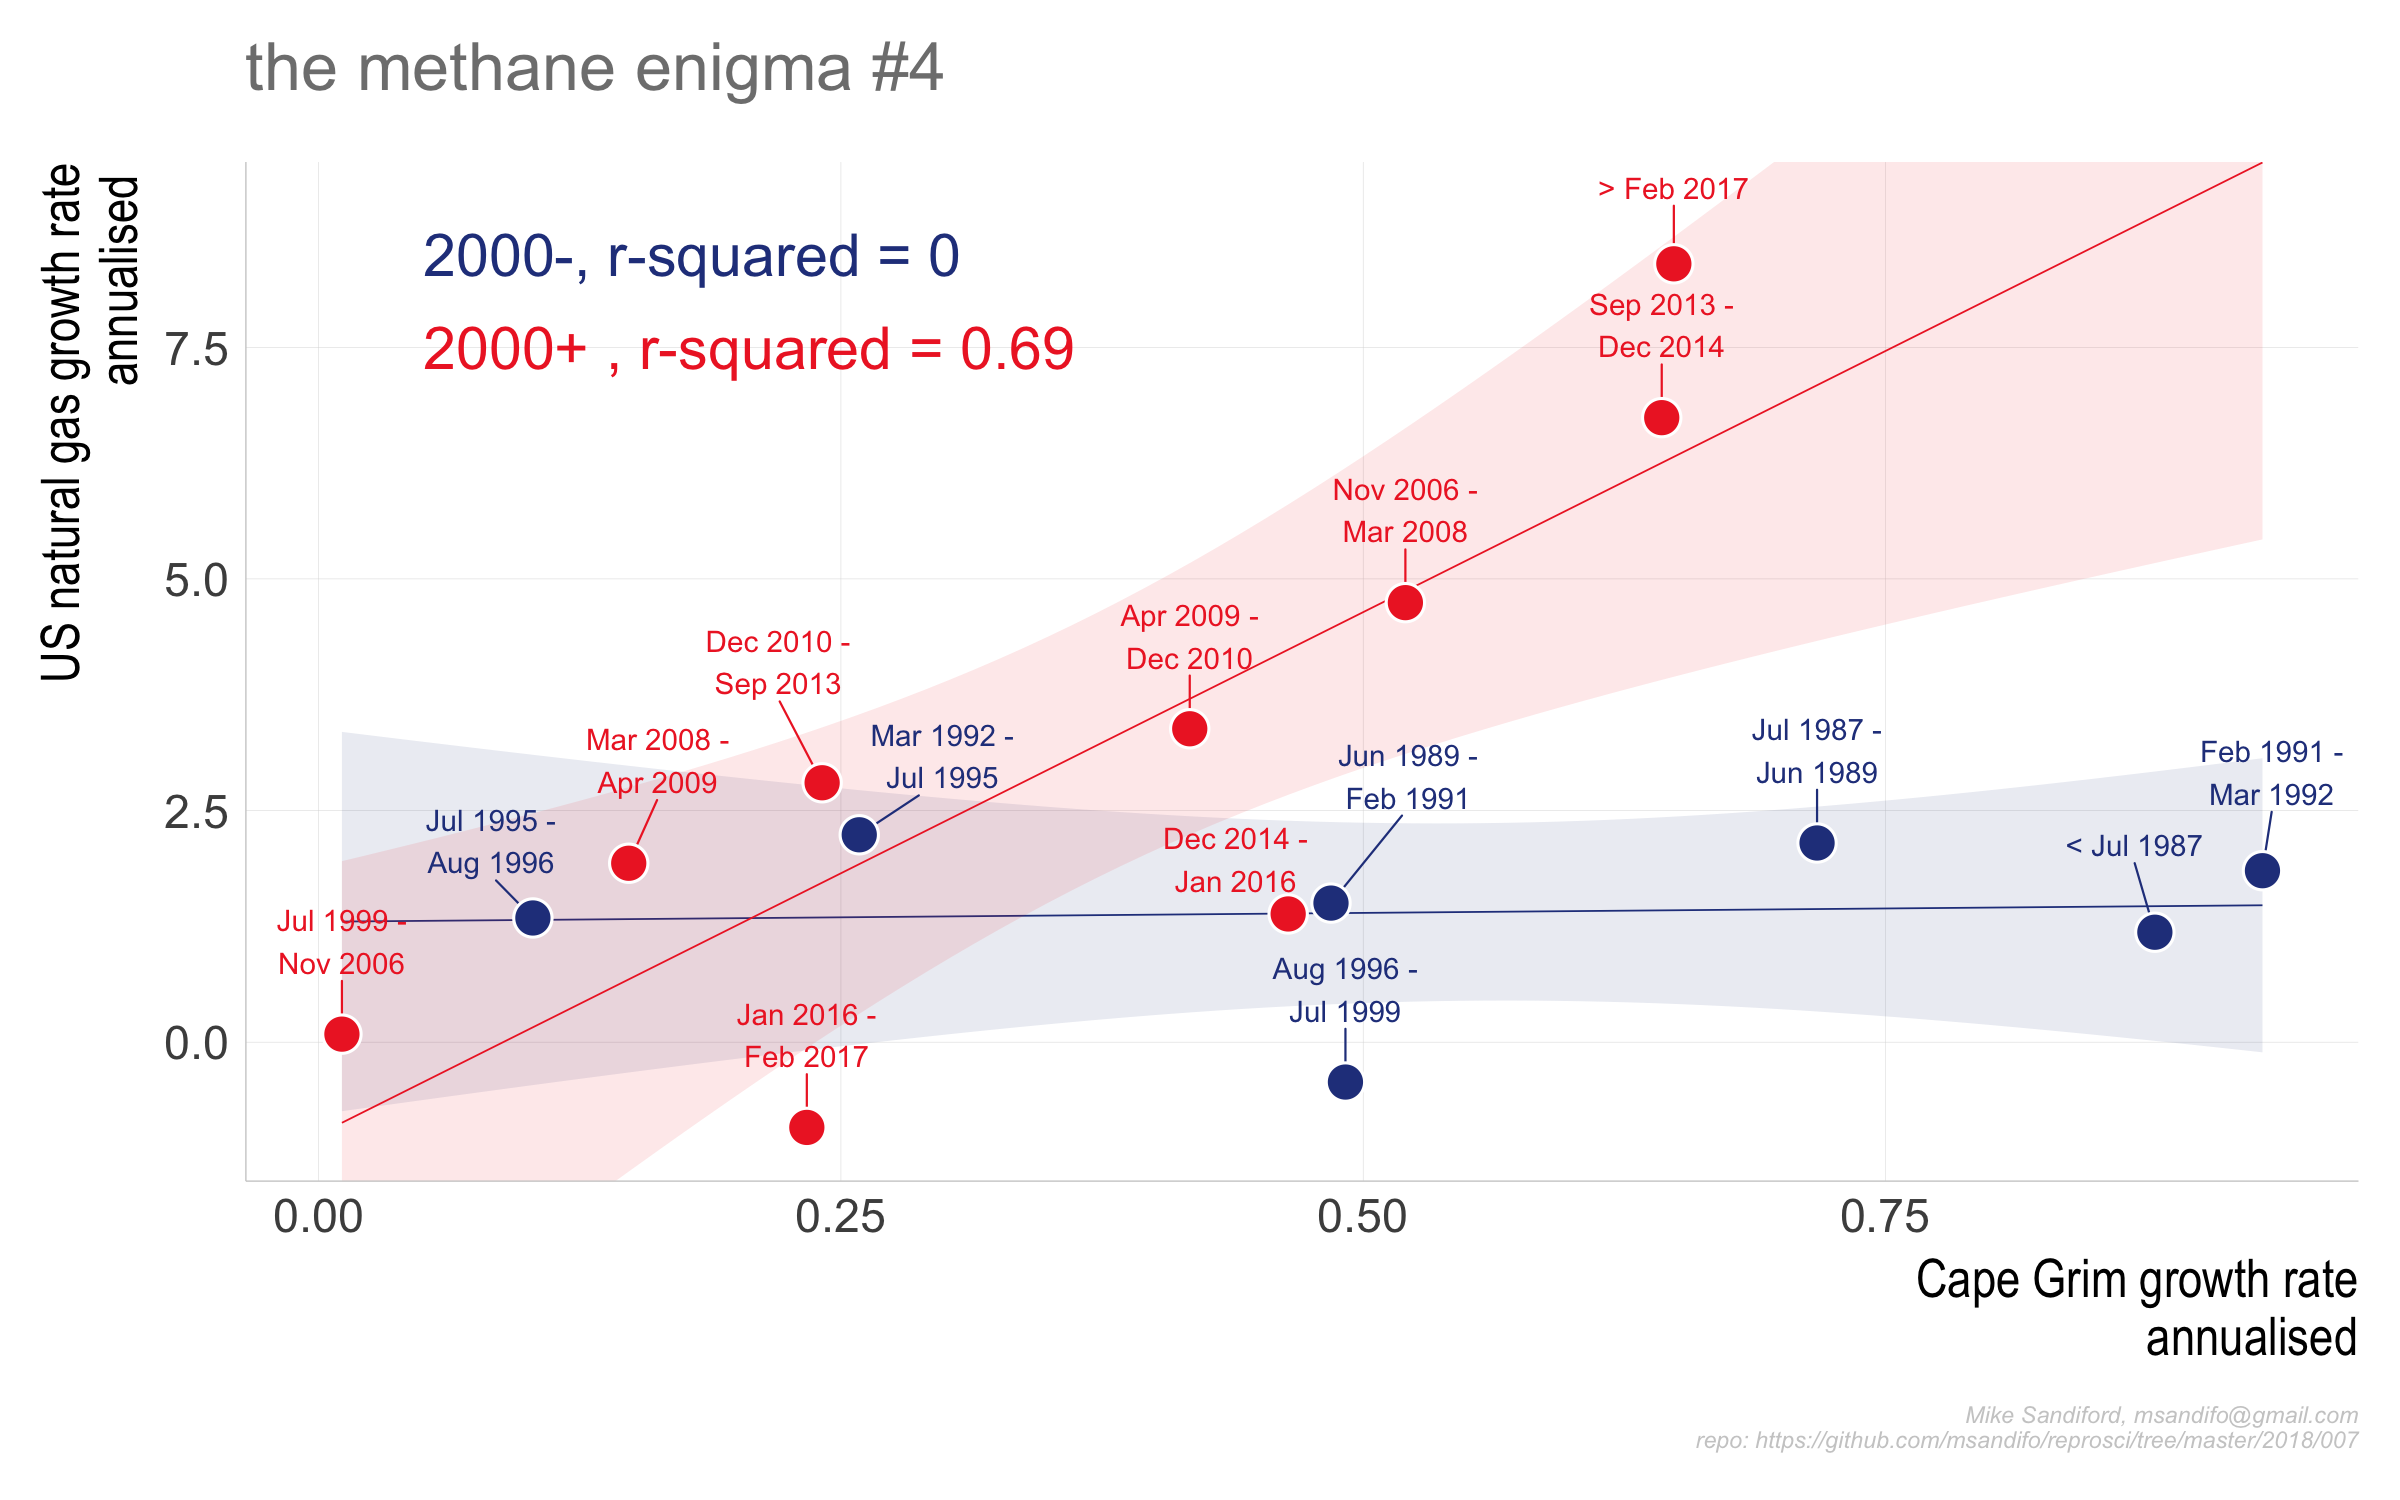 the methane enigma #4
US natural gas growth rate
annualised
2000-, r-squared = 0
2000+ , r-squared = 0.69
7.5
5.0
2.5
0.0
> Feb 2017
Sep 2013 -
Dec 2014
Nov 2006 -
Mar 2008
Apr 2009 -
Dec 2010
Dec 2010 -
Sep 2013
Mar 2008 -
Apr 2009
Mar 1992 -
Jul 1995
Jun 1989 -
Feb 1991
Jul 1987 -
Jun 1989
Feb 1991 -
Mar 1992
Jul 1995 -
Aug 1996
Dec 2014 -
Jan 2016
< Jul 1987
Jul 1999 -
Nov 2006
Aug 1996 -
Jul 1999
Jan 2016 -
Feb 2017
0.00
0.25
0.50
0.75
Cape Grim growth rate
annualised
Mike Sandiford, msandifo@gmail.com
repo: https://github.com/msandifo/reprosci/tree/master/2018/007